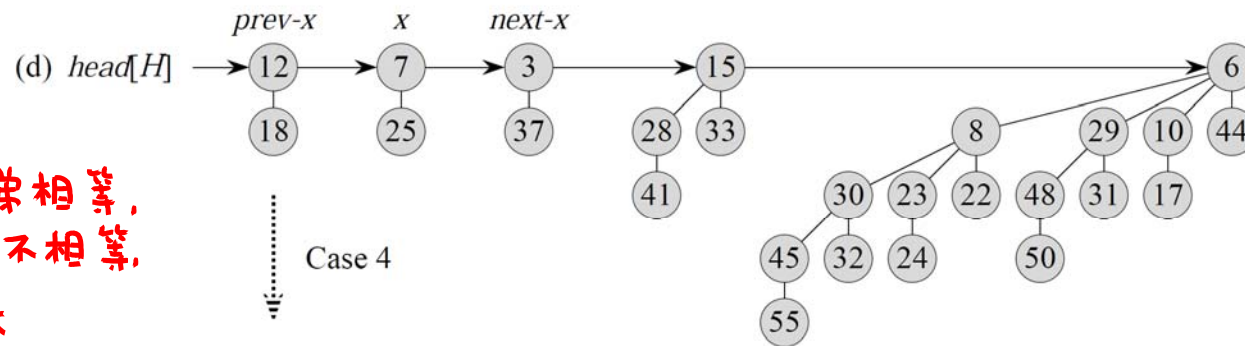 prev-x x next-x
(d) head[H] 12 7 3 15 6
18 25 37 28 33 8 29 10 44
41 30 23 22 48 31 17
相等,
不相等,
Case 4 45 32 24 50
55